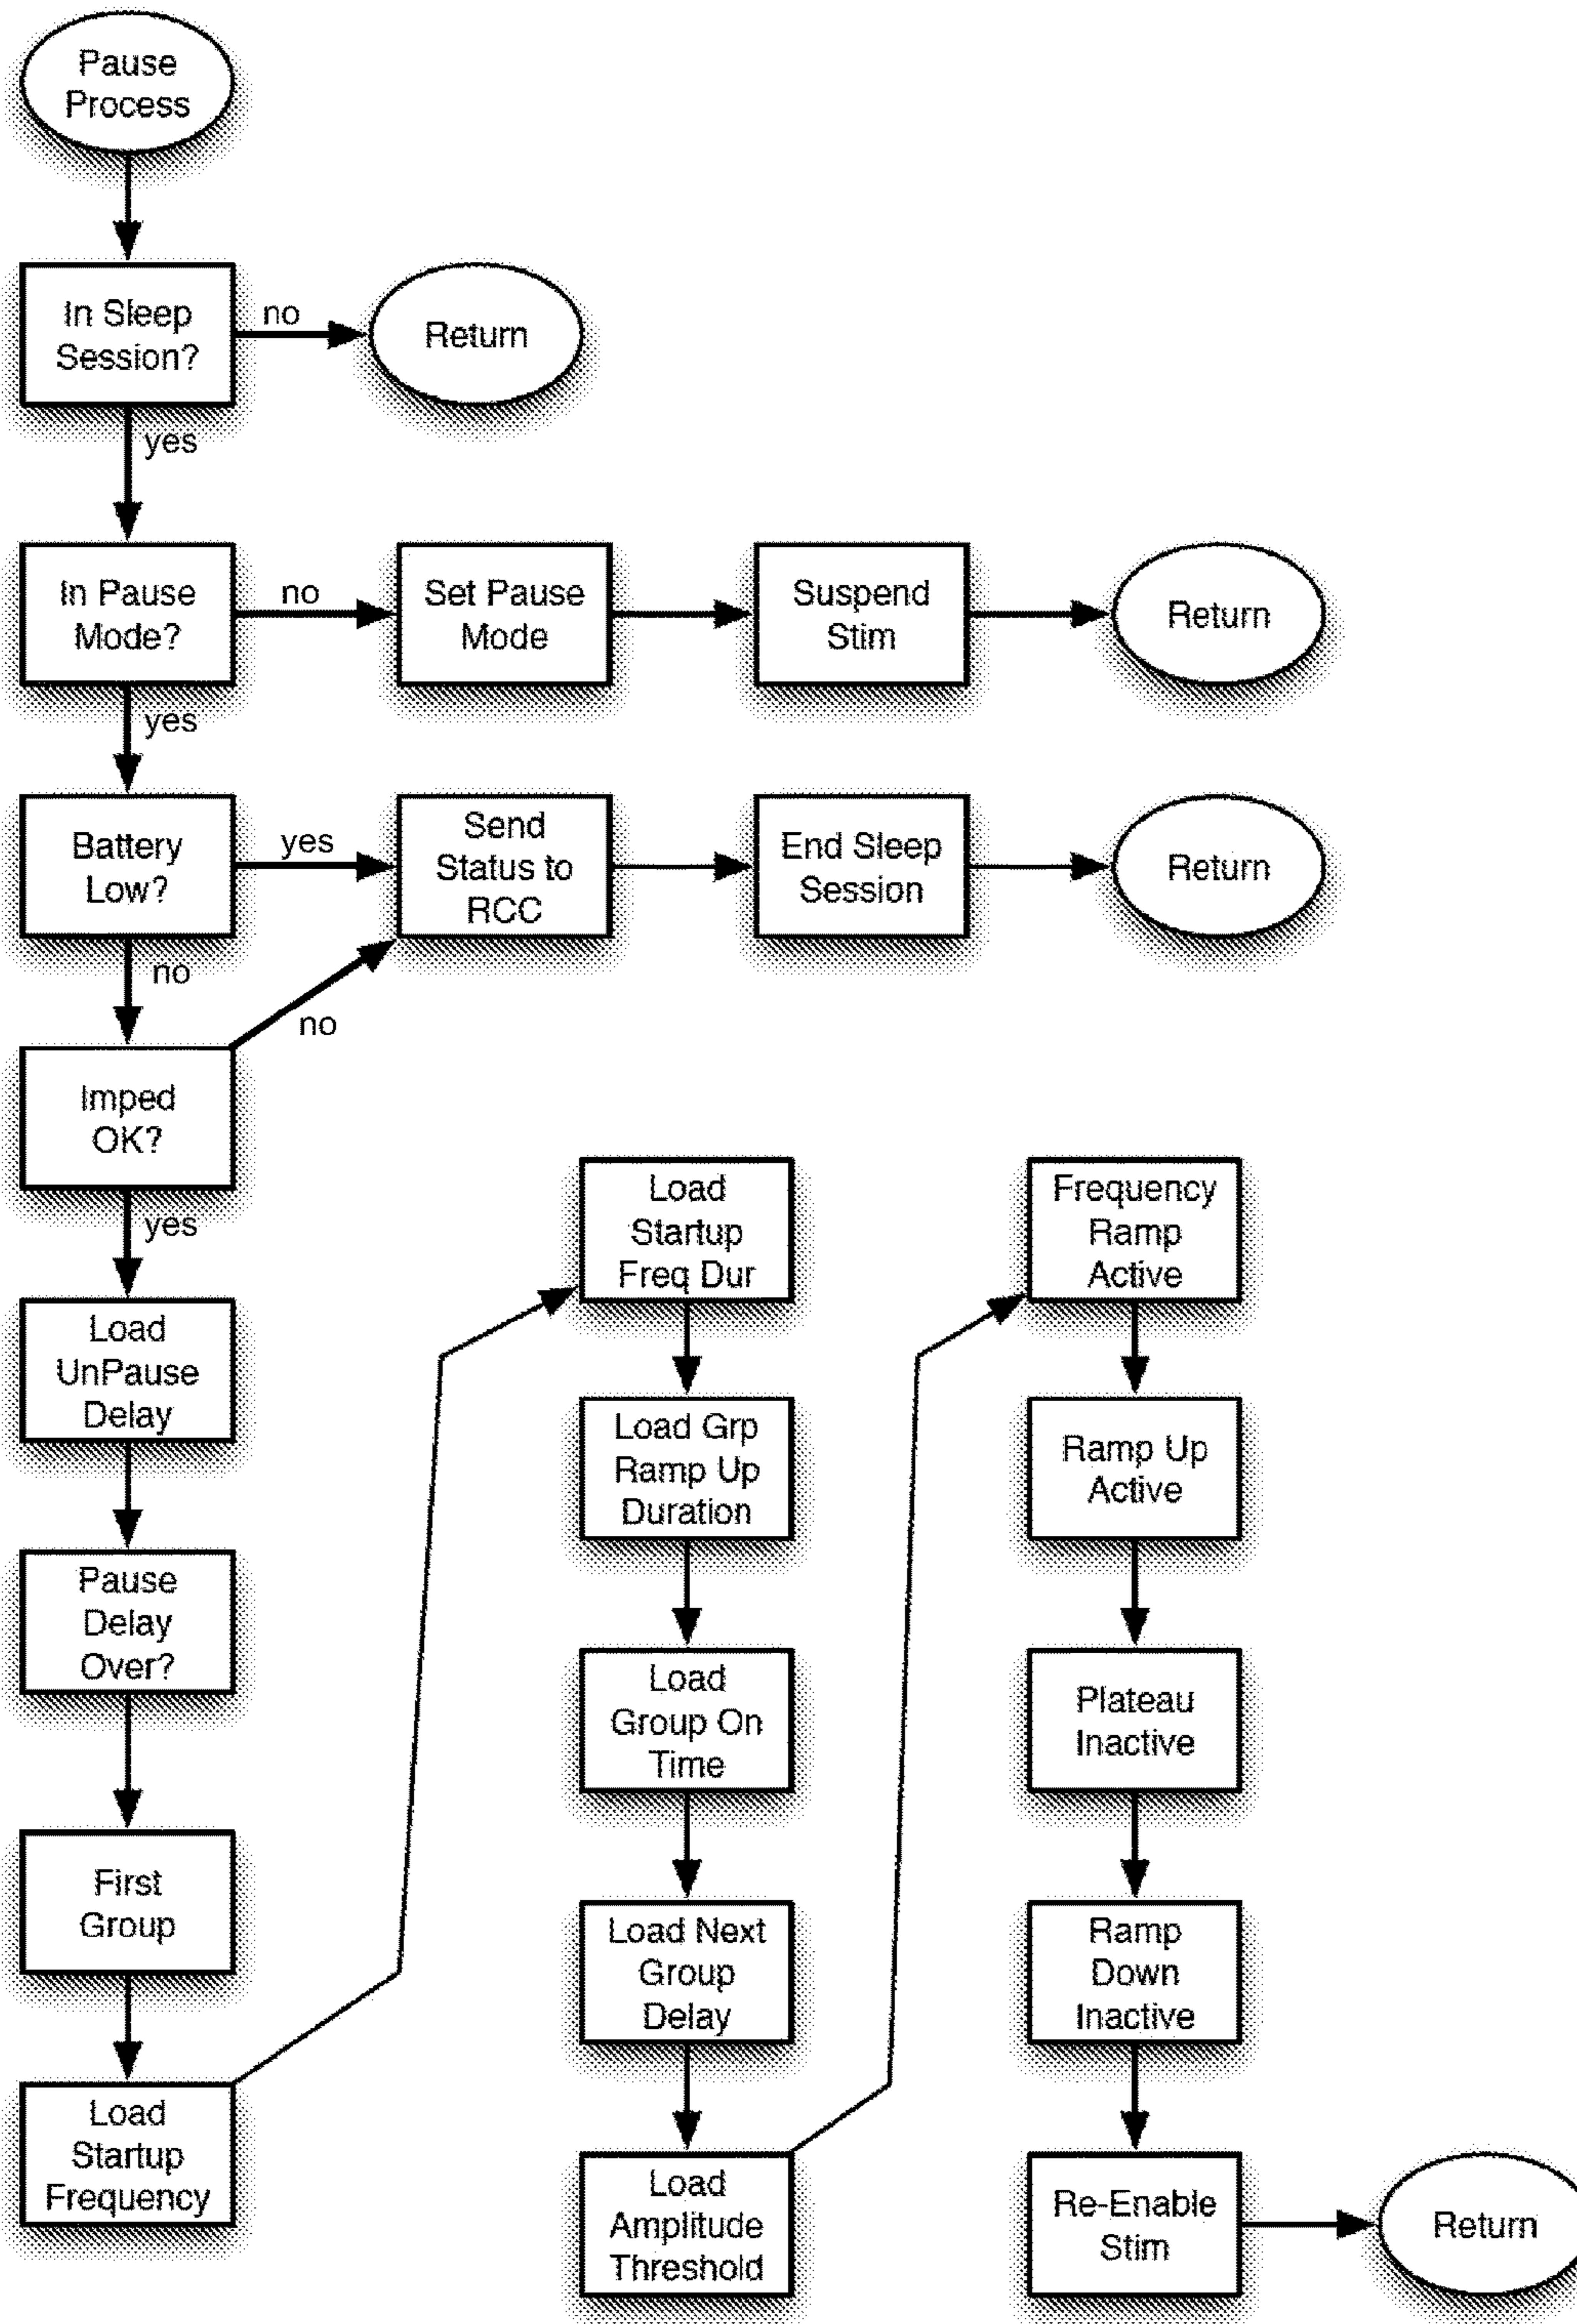 Pause
Process
In Sleep
Session?
no
Return
yes
In Pause
Mode?
no
Set Pause
Mode
Suspend
Stim
Return
yes
Battery
Low?
yes
Send
Status to
RCC
End Sleep
Session
Return
no
no
Imped
OK?
yes
Load
UnPause
Delay
Pause
Delay
Over?
First
Group
Load
Startup
Frequency
Load
Startup
Freq Dur
Load Grp
Ramp Up
Duration
Load
Group On
Time
Load Next
Group
Delay
Load
Amplitude
Threshold
Frequency
Ramp
Active
Ramp Up
Active
Plateau
Inactive
Ramp
Down
Inactive
Re-Enable
Stim
Return